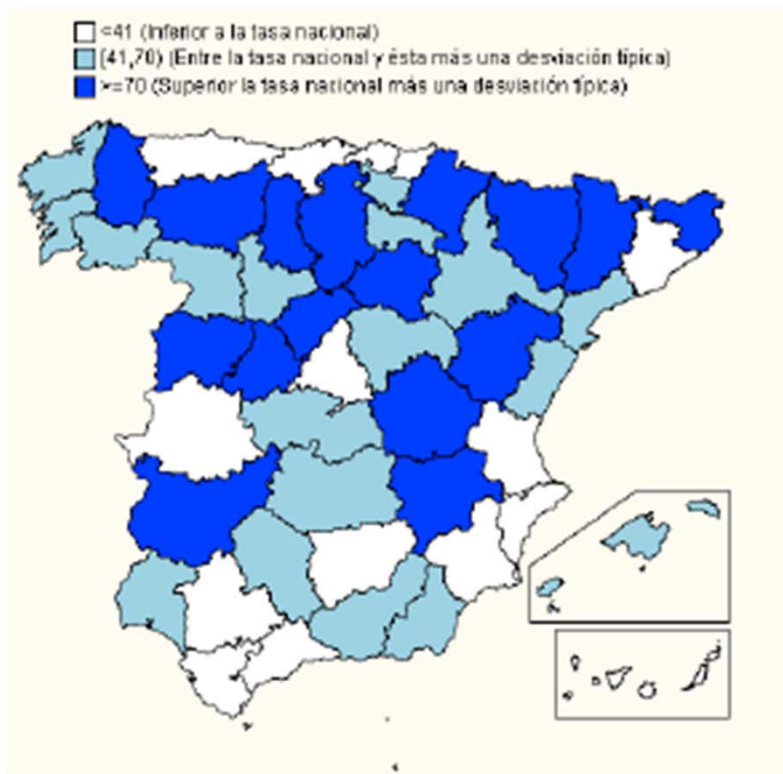 <41 (Inferior a la tasa nacional)
[41,70) (Entre la tasa nacional y ésta más una desviación típica)
>=70 (Superior la tasa nacional más una desviación típica)